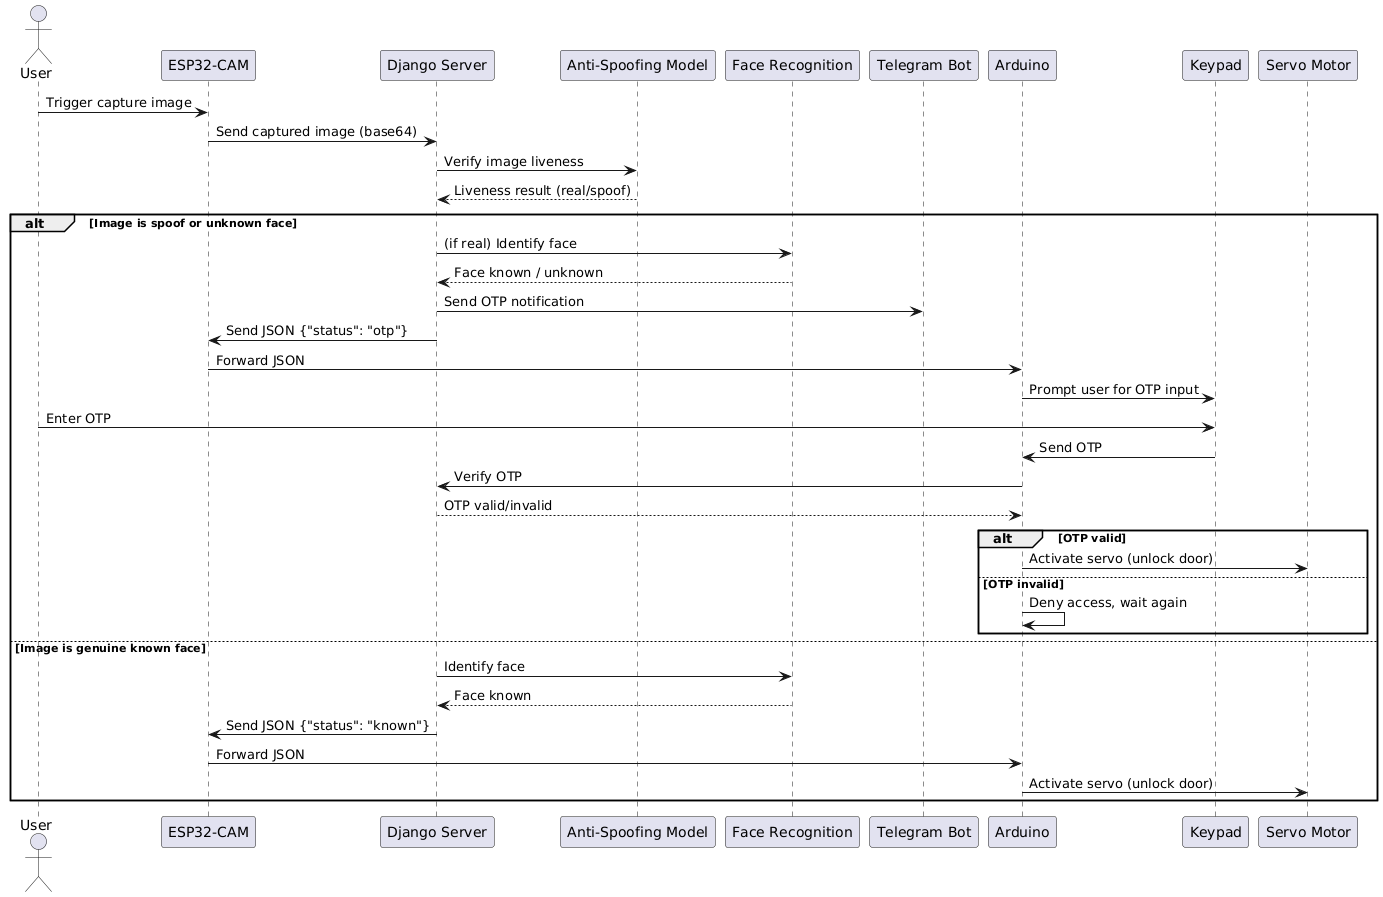 User
ESP32-CAM
Django Server
Anti-Spoofing Model
Face Recognition
Telegram Bot
Arduino
Keypad
Servo Motor
Trigger capture image
Send captured image (base64)
Verify image liveness
Liveness result (real/spoof)
alt [Image is spoof or unknown face]
(if real) Identify face
Face known / unknown
Send OTP notification
Send JSON {"status": "otp"}
Forward JSON
Prompt user for OTP input
Enter OTP
Send OTP
Verify OTP
OTP valid/invalid
alt [OTP valid]
Activate servo (unlock door)
[OTP invalid]
Deny access, wait again
[Image is genuine known face]
Identify face
Face known
Send JSON {"status": "known"}
Forward JSON
Activate servo (unlock door)
User
ESP32-CAM
Django Server
Anti-Spoofing Model
Face Recognition
Telegram Bot
Arduino
Keypad
Servo Motor